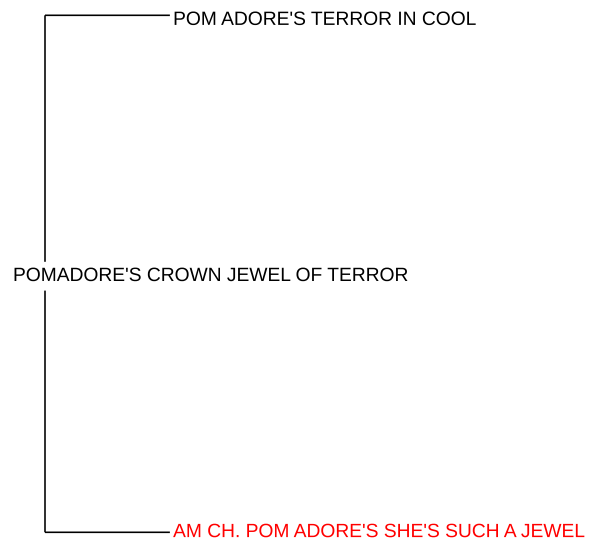 POM ADORE'S TERROR IN COOL
POMADORE'S CROWN JEWEL OF TERROR
AM CH. POM ADORE'S SHE'S SUCH A JEWEL